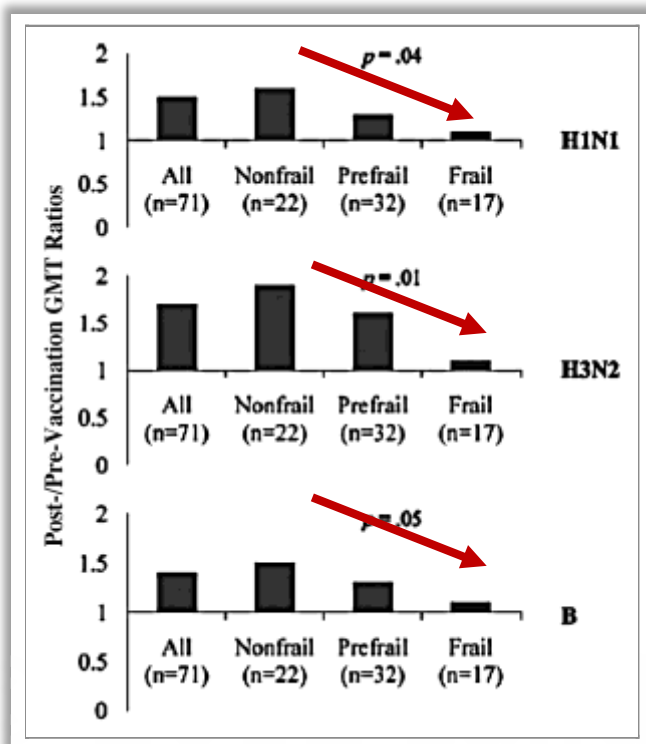 Post-/Pre-Vaccination GMT Ratios
2
1.5
1
0.5
0
p = .04
All
(n=71)
Nonfrail
(n=22)
Prefrail
(n=32)
Frail
(n=17)
H1N1
2
1.5
1
0.5
0
p = .01
All
(n=71)
Nonfrail
(n=22)
Prefrail
(n=32)
Frail
(n=17)
H3N2
2
1.5
1
0.5
0
p = .05
All
(n=71)
Nonfrail
(n=22)
Prefrail
(n=32)
Frail
(n=17)
B